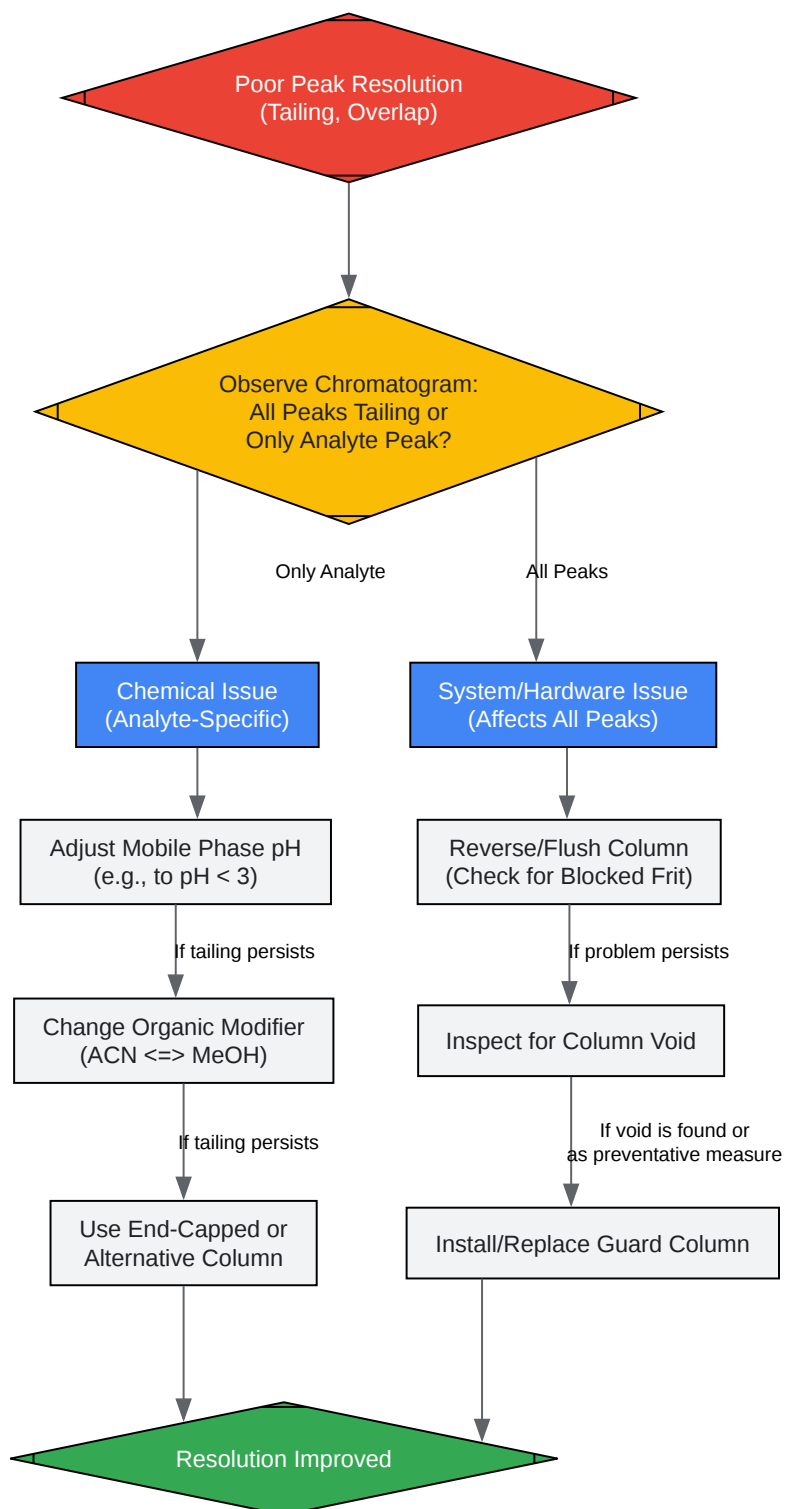 Poor Peak Resolution
(Tailing, Overlap)
Observe Chromatogram:
All Peaks Tailing or
Only Analyte Peak?
Only Analyte
All Peaks
Chemical Issue
(Analyte-Specific)
System/Hardware Issue
(Affects All Peaks)
Adjust Mobile Phase pH
(e.g., to pH < 3)
Reverse/Flush Column
(Check for Blocked Frit)
If tailing persists
If problem persists
Change Organic Modifier
(ACN <=> MeOH)
Inspect for Column Void
If tailing persists
If void is found or
as preventative measure
Use End-Capped or
Alternative Column
Install/Replace Guard Column
Resolution Improved